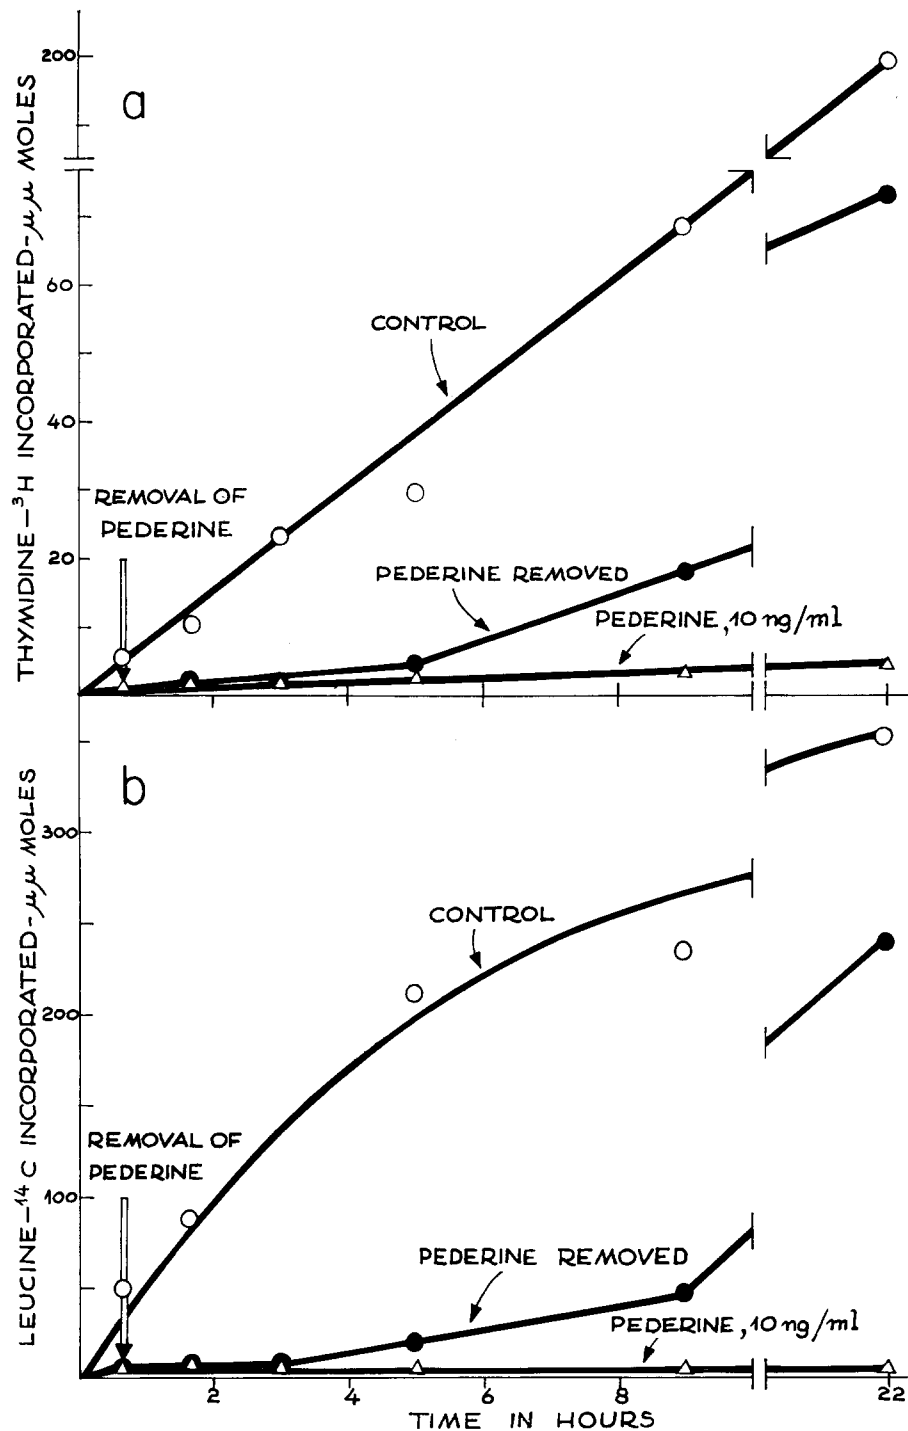 a
THYMIDINE-³H INCORPORATED-µµ MOLES
200
60
40
20
CONTROL
REMOVAL OF
PEDERINE
PEDERINE REMOVED
PEDERINE, 10 ng/ml
b
LEUCINE-¹⁴C INCORPORATED-µµ MOLES
300
200
100
CONTROL
REMOVAL OF
PEDERINE
PEDERINE REMOVED
PEDERINE, 10 ng/ml
2 4 6 8 22
TIME IN HOURS